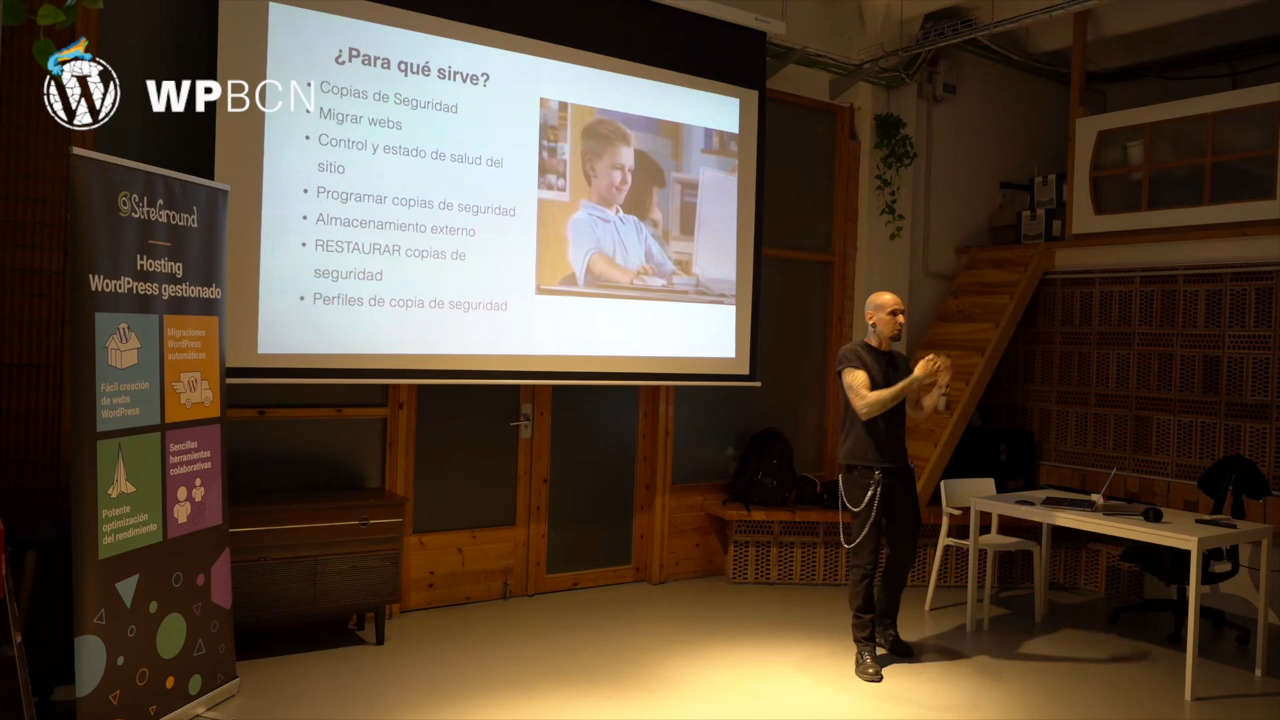 WPBCN
¿Para qué sirve?
Copias de Seguridad
• Migrar webs
• Control y estado de salud del
sitio
• Programar copias de seguridad
• Almacenamiento externo
• RESTAURAR copias de
seguridad
• Perfiles de copia de seguridad
SiteGround
Hosting
WordPress gestionado
Fácil creación
de webs
WordPress
Migraciones
WordPress
automáticas
Potente
optimización
del rendimiento
Sencillas
herramientas
colaborativas